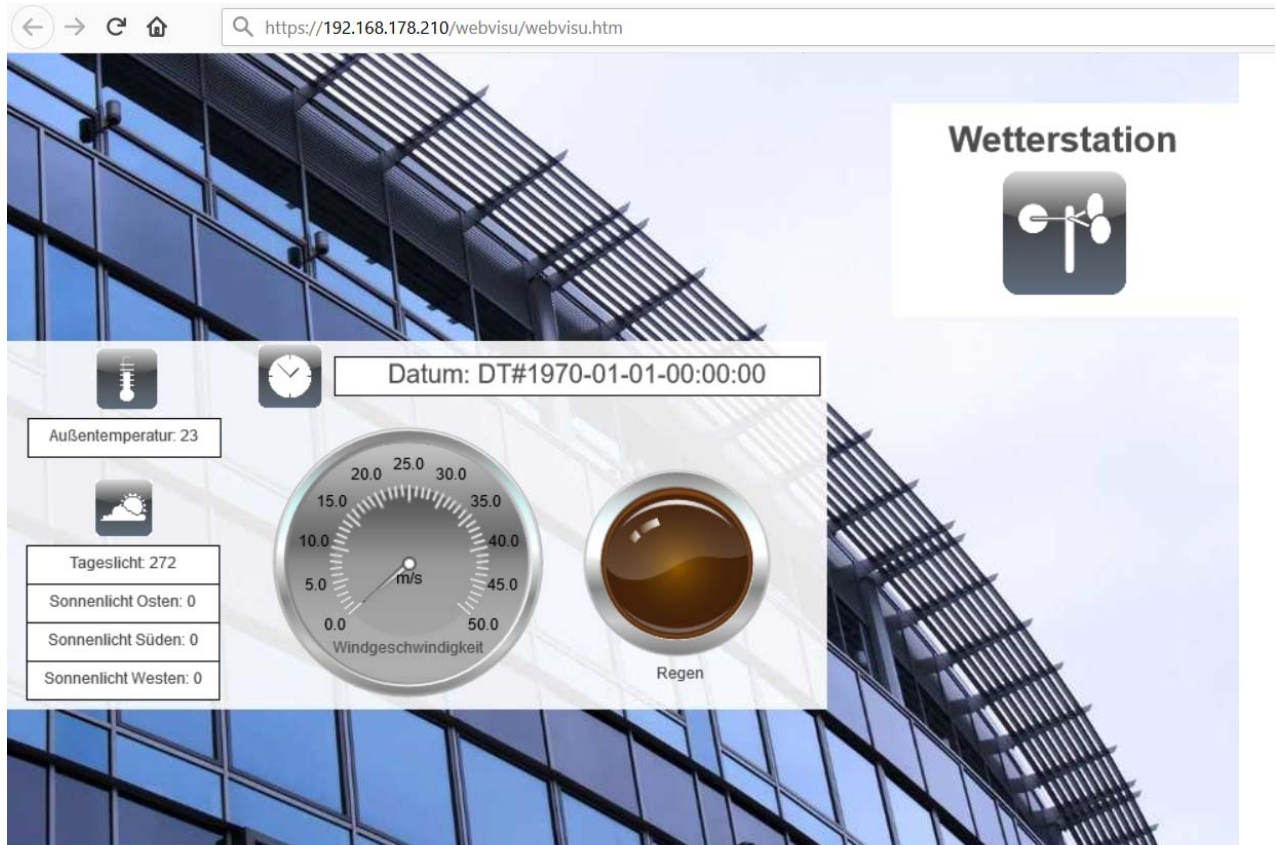 https://192.168.178.210/webvisu/webvisu.htm
Wetterstation
Datum: DT#1970-01-01-00:00:00
Außentemperatur: 23
Tageslicht: 272
Sonnenlicht Osten: 0
Sonnenlicht Süden: 0
Sonnenlicht Westen: 0
0.0
5.0
10.0
15.0
20.0
25.0
30.0
35.0
40.0
45.0
50.0
m/s
Windgeschwindigkeit
Regen